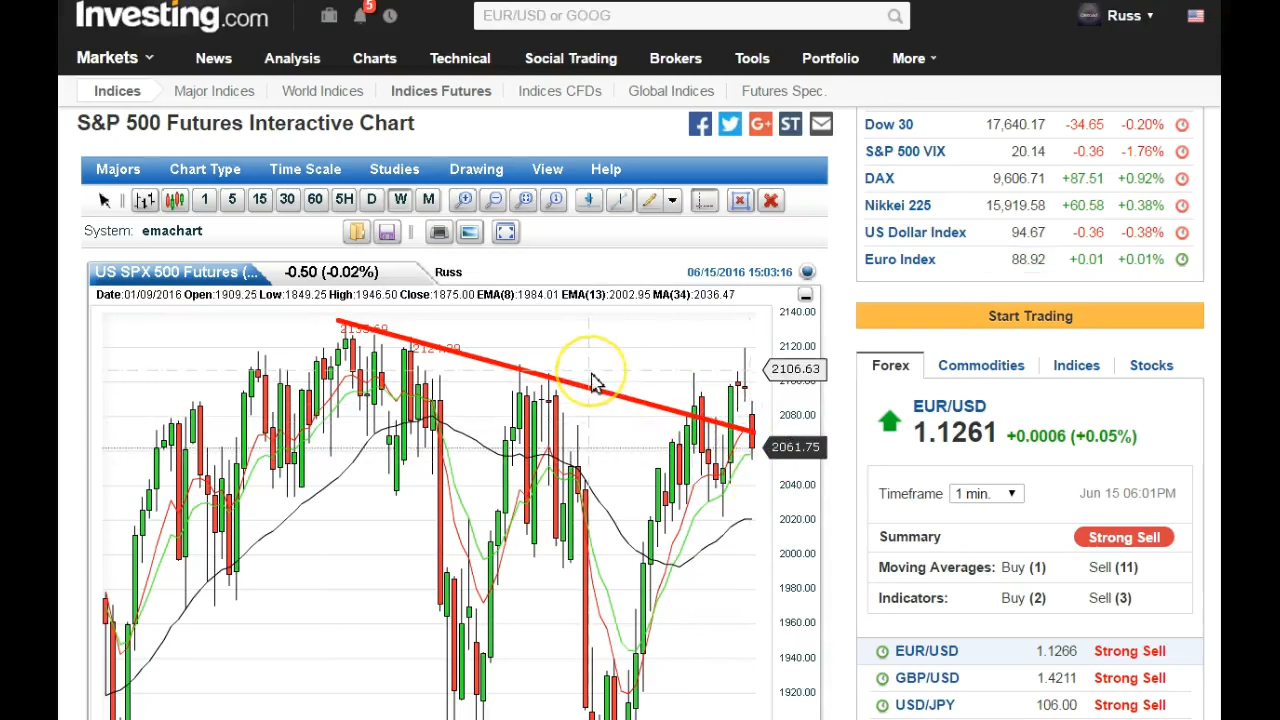 Investing.com
5
EUR/USD or GOOG
Russ
Markets News Analysis Charts Technical Social Trading Brokers Tools Portfolio More
Indices Major Indices World Indices Indices Futures Indices CFDs Global Indices Futures Spec.
S&P 500 Futures Interactive Chart
f G+ ST
Majors Chart Type Time Scale Studies Drawing View Help
1 5 15 30 60 5H D W M
System: emachart
US SPX 500 Futures (... -0.50 (-0.02%) Russ 06/15/2016 15:03:16
Date:01/09/2016 Open:1909.25 Low:1849.25 High:1946.50 Close:1875.00 EMA(8):1984.01 EMA(13):2002.95 MA(34):2036.47
2140.00
2120.00
2106.63
2080.00
2061.75
2040.00
2020.00
2000.00
1980.00
1960.00
1940.00
1920.00
Dow 30 17,640.17 -34.65 -0.20%
S&P 500 VIX 20.14 -0.36 -1.76%
DAX 9,606.71 +87.51 +0.92%
Nikkei 225 15,919.58 +60.58 +0.38%
US Dollar Index 94.67 -0.36 -0.38%
Euro Index 88.92 +0.01 +0.01%
Start Trading
Forex Commodities Indices Stocks
EUR/USD
1.1261 +0.0006 (+0.05%)
Timeframe 1 min. Jun 15 06:01PM
Summary Strong Sell
Moving Averages: Buy (1) Sell (11)
Indicators: Buy (2) Sell (3)
EUR/USD 1.1266 Strong Sell
GBP/USD 1.4211 Strong Sell
USD/JPY 106.00 Strong Sell